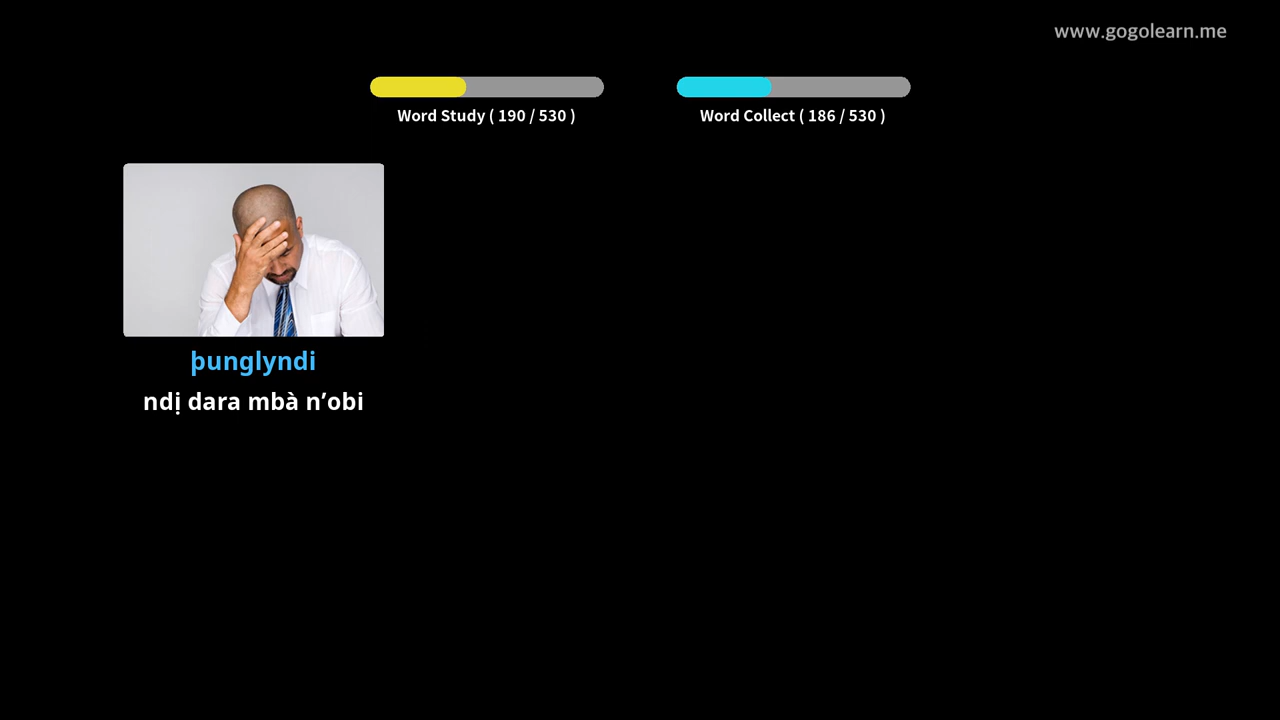 www.gogolearn.me
Word Study ( 190 / 530 )
Word Collect ( 186 / 530 )
þunglyndi
ndị dara mbà n’obi